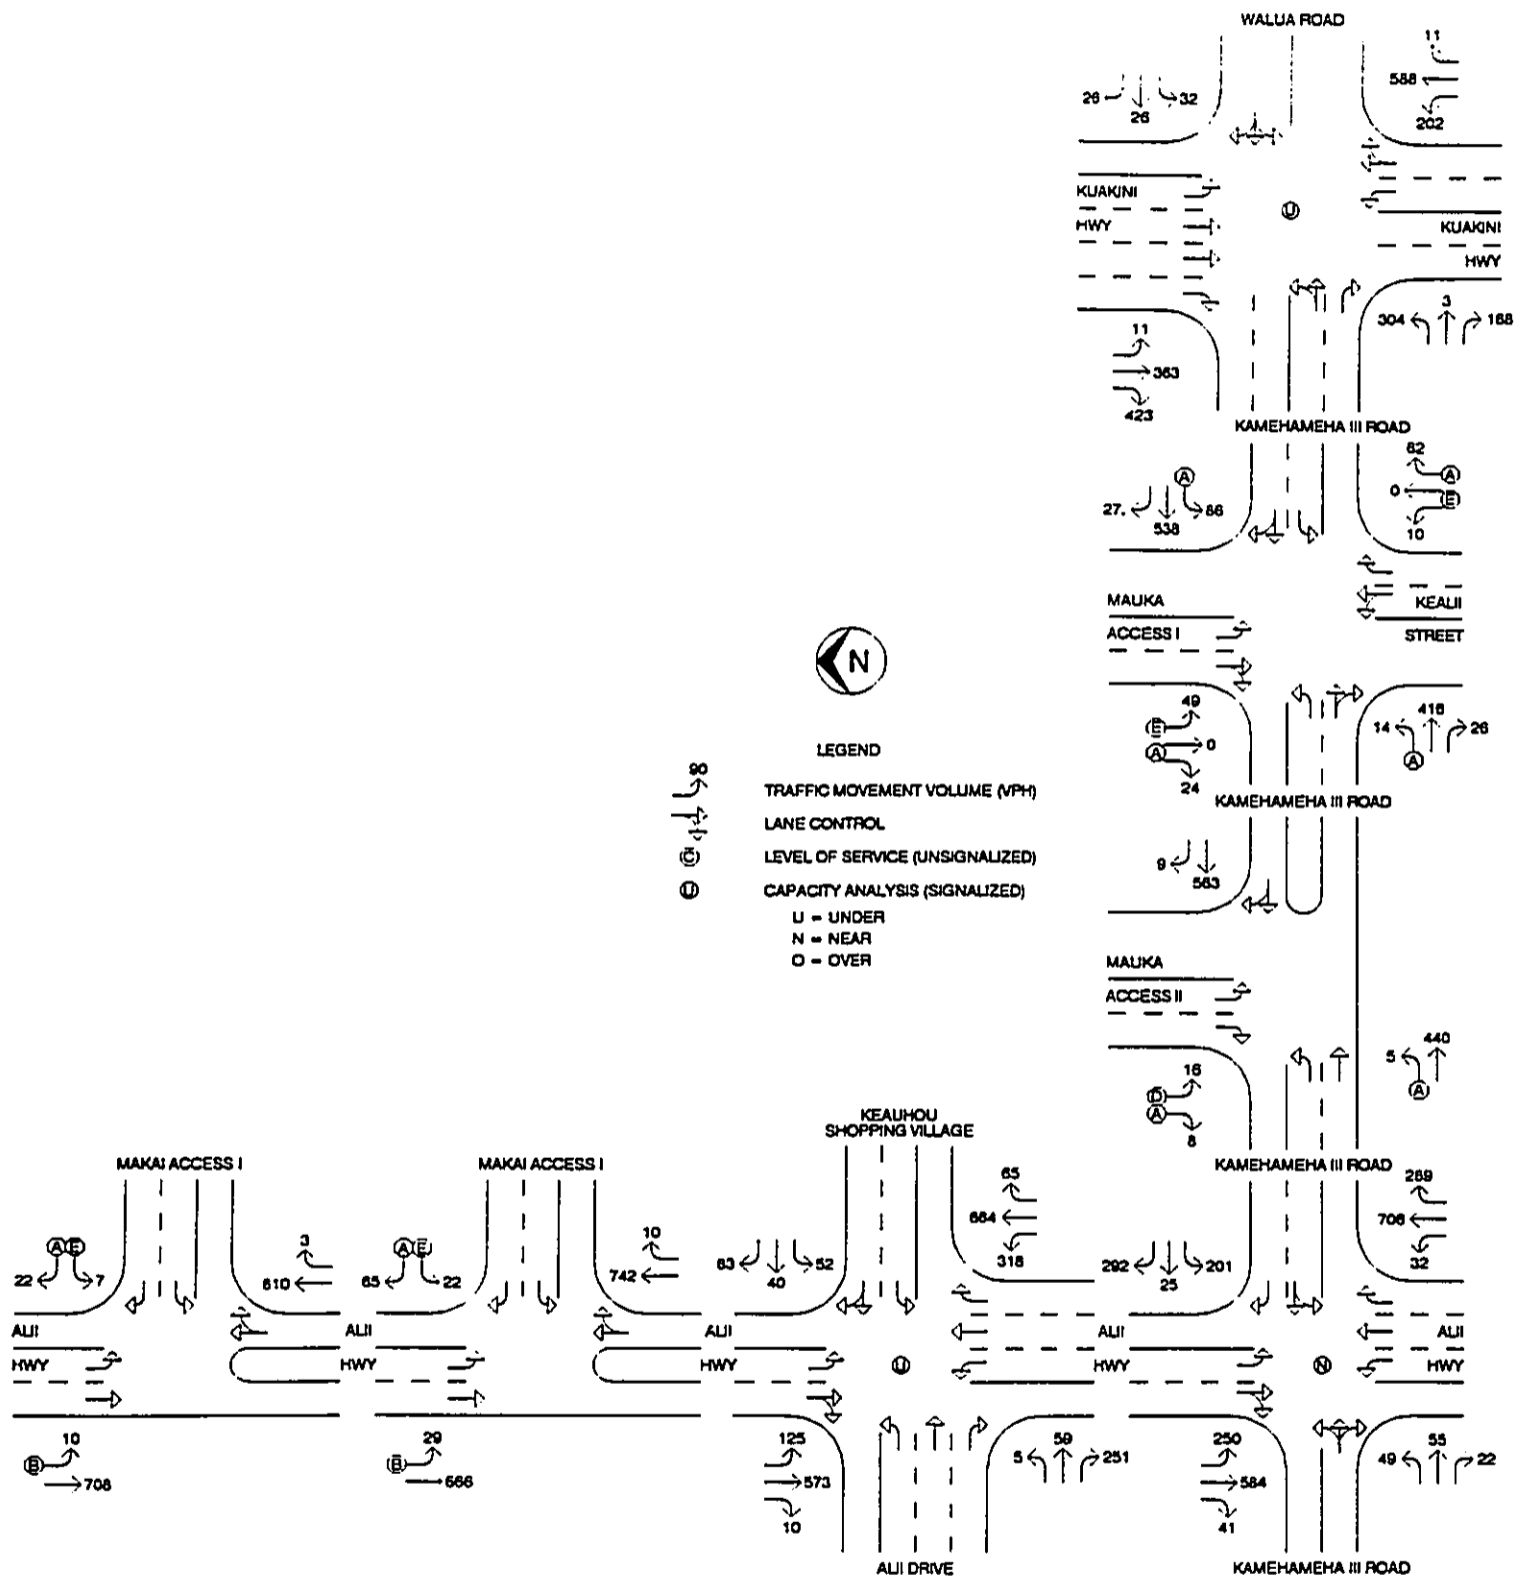 WALUA ROAD
11
588
202
26
26
32
KUAKINI
HWY
U
KUAKINI
HWY
11
363
423
304
3
168
KAMEHAMEHA III ROAD
27.
538
A
86
82
A
0
E
10
MAUKA
ACCESS I
KEALII
STREET
49
E
0
A
24
14
416
26
A
KAMEHAMEHA III ROAD
N
LEGEND
90
TRAFFIC MOVEMENT VOLUME (VPH)
LANE CONTROL
C
LEVEL OF SERVICE (UNSIGNALIZED)
U
CAPACITY ANALYSIS (SIGNALIZED)
U = UNDER
N = NEAR
O = OVER
9
563
MAUKA
ACCESS II
16
D
A
8
5
440
A
KAMEHAMEHA III ROAD
KEAUHOU
SHOPPING VILLAGE
MAKAI ACCESS I
MAKAI ACCESS I
A E
22
7
3
610
A E
65
22
10
742
83
40
52
65
664
318
292
25
201
289
706
32
ALII
HWY
ALII
HWY
ALII
HWY
U
ALII
HWY
N
ALII
HWY
10
B
708
29
B
666
125
573
10
5
59
251
250
584
41
49
55
22
ALII DRIVE
KAMEHAMEHA III ROAD